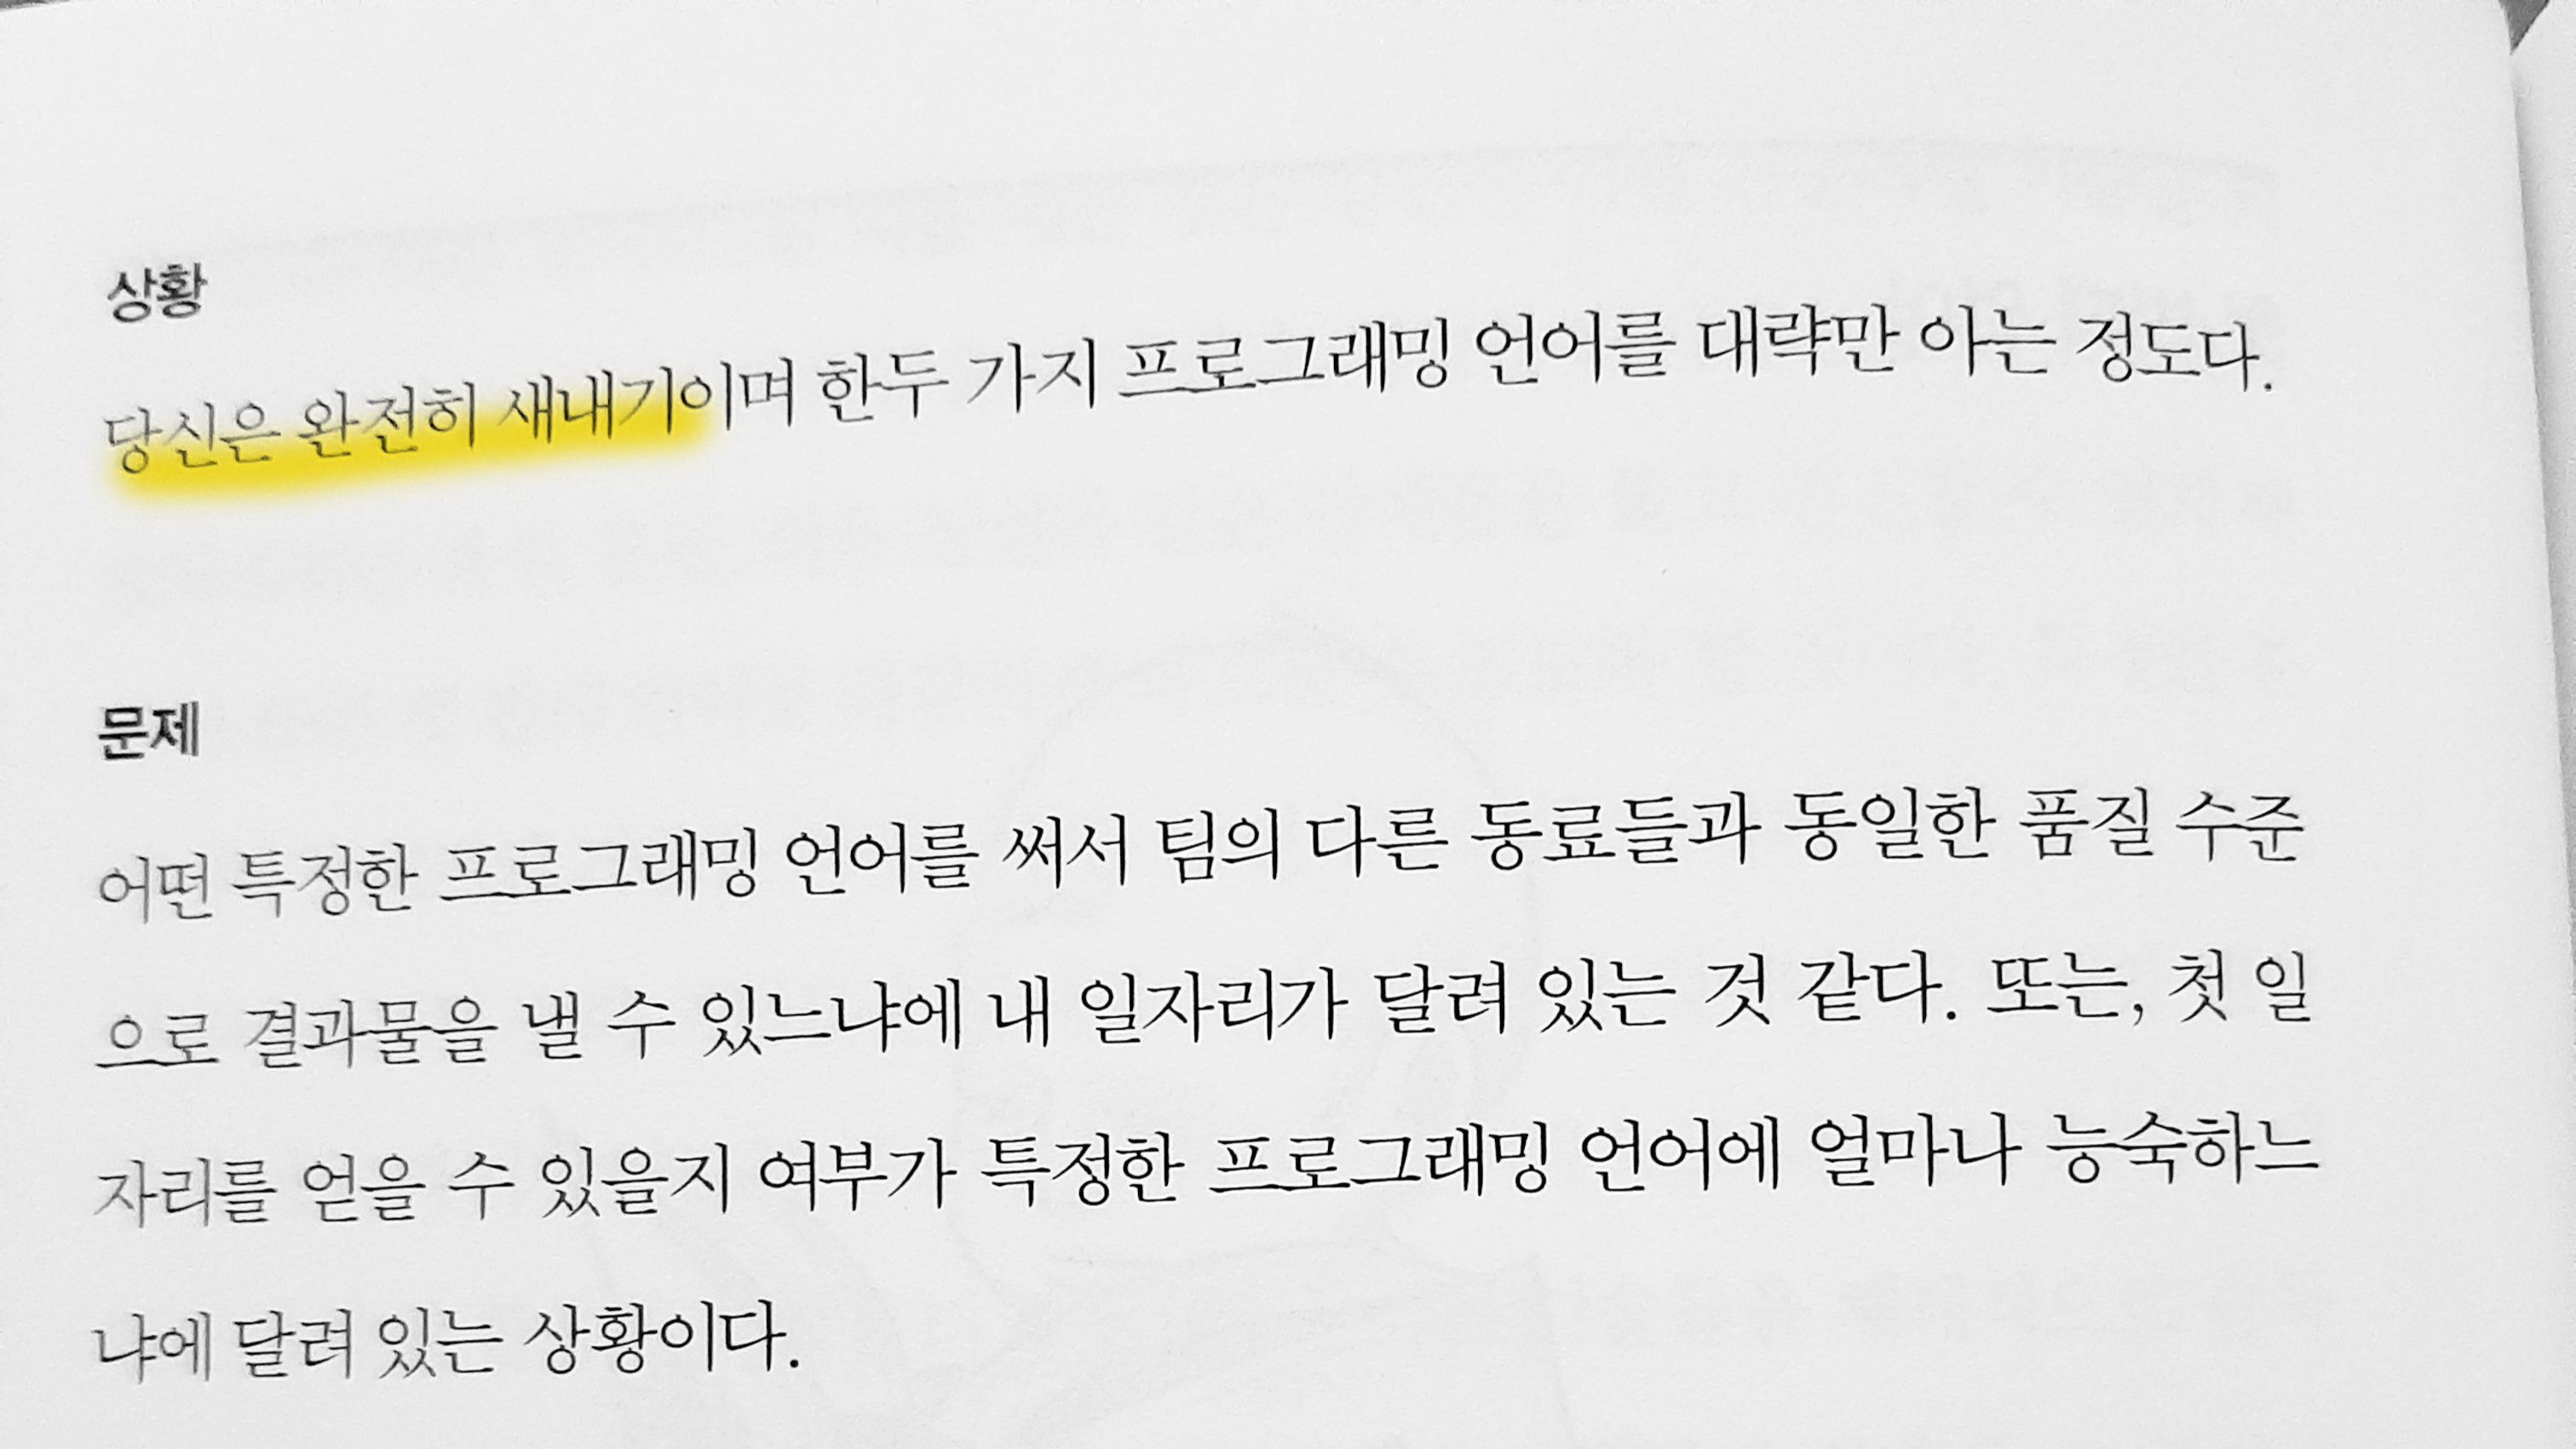 상황
당신은 완전히 새내기이며 한두 가지 프로그래밍 언어를 대략만 아는 정도다.
문제
어떤 특정한 프로그래밍 언어를 써서 팀의 다른 동료들과 동일한 품질 수준
으로 결과물을 낼 수 있느냐에 내 일자리가 달려 있는 것 같다. 또는, 첫 일
자리를 얻을 수 있을지 여부가 특정한 프로그래밍 언어에 얼마나 능숙하느
냐에 달려 있는 상황이다.